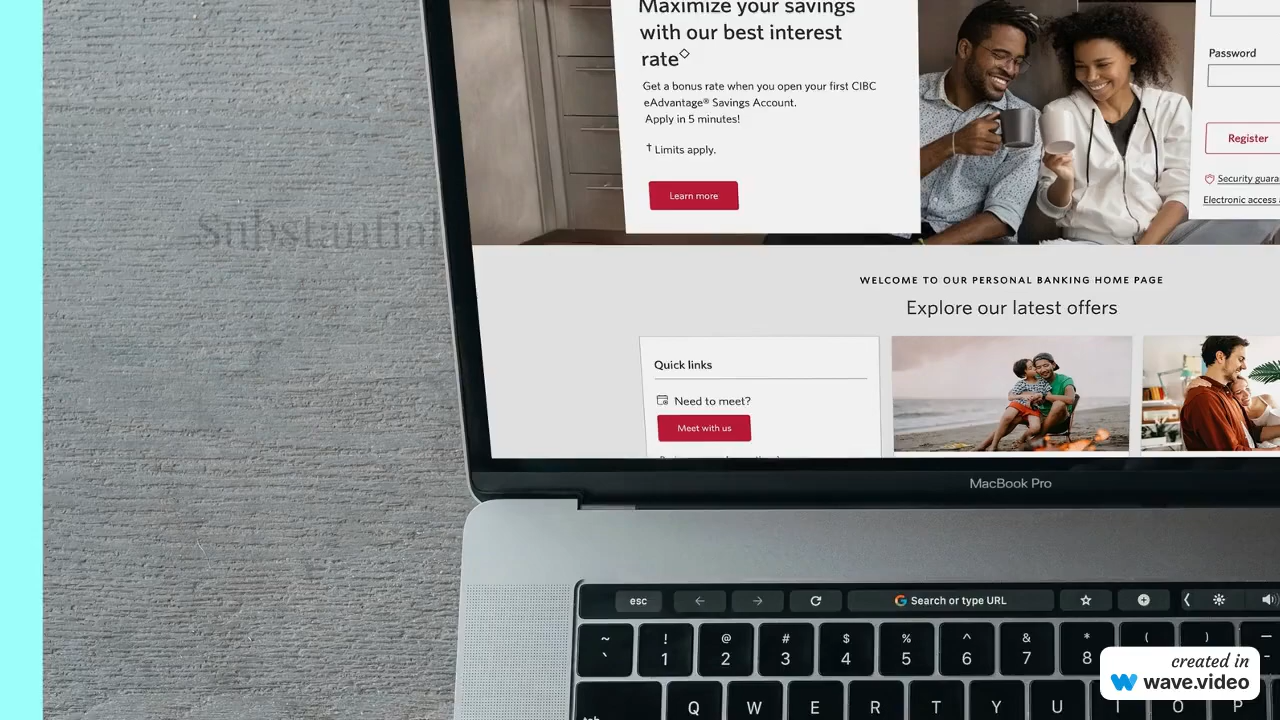 Maximize your savings
with our best interest
rate◇
Get a bonus rate when you open your first CIBC
eAdvantage® Savings Account.
Apply in 5 minutes!
† Limits apply.
Learn more
Password
Register
Electronic access
WELCOME TO OUR PERSONAL BANKING HOME PAGE
Explore our latest offers
Quick links
Need to meet?
Meet with us
MacBook Pro
esc
Search or type URL
~ ! @ # $ % ^ & * ( ) —
` 1 2 3 4 5 6 7 8
Q W E R T Y U I O P
tab
Substantial
Security
created in
wave.video